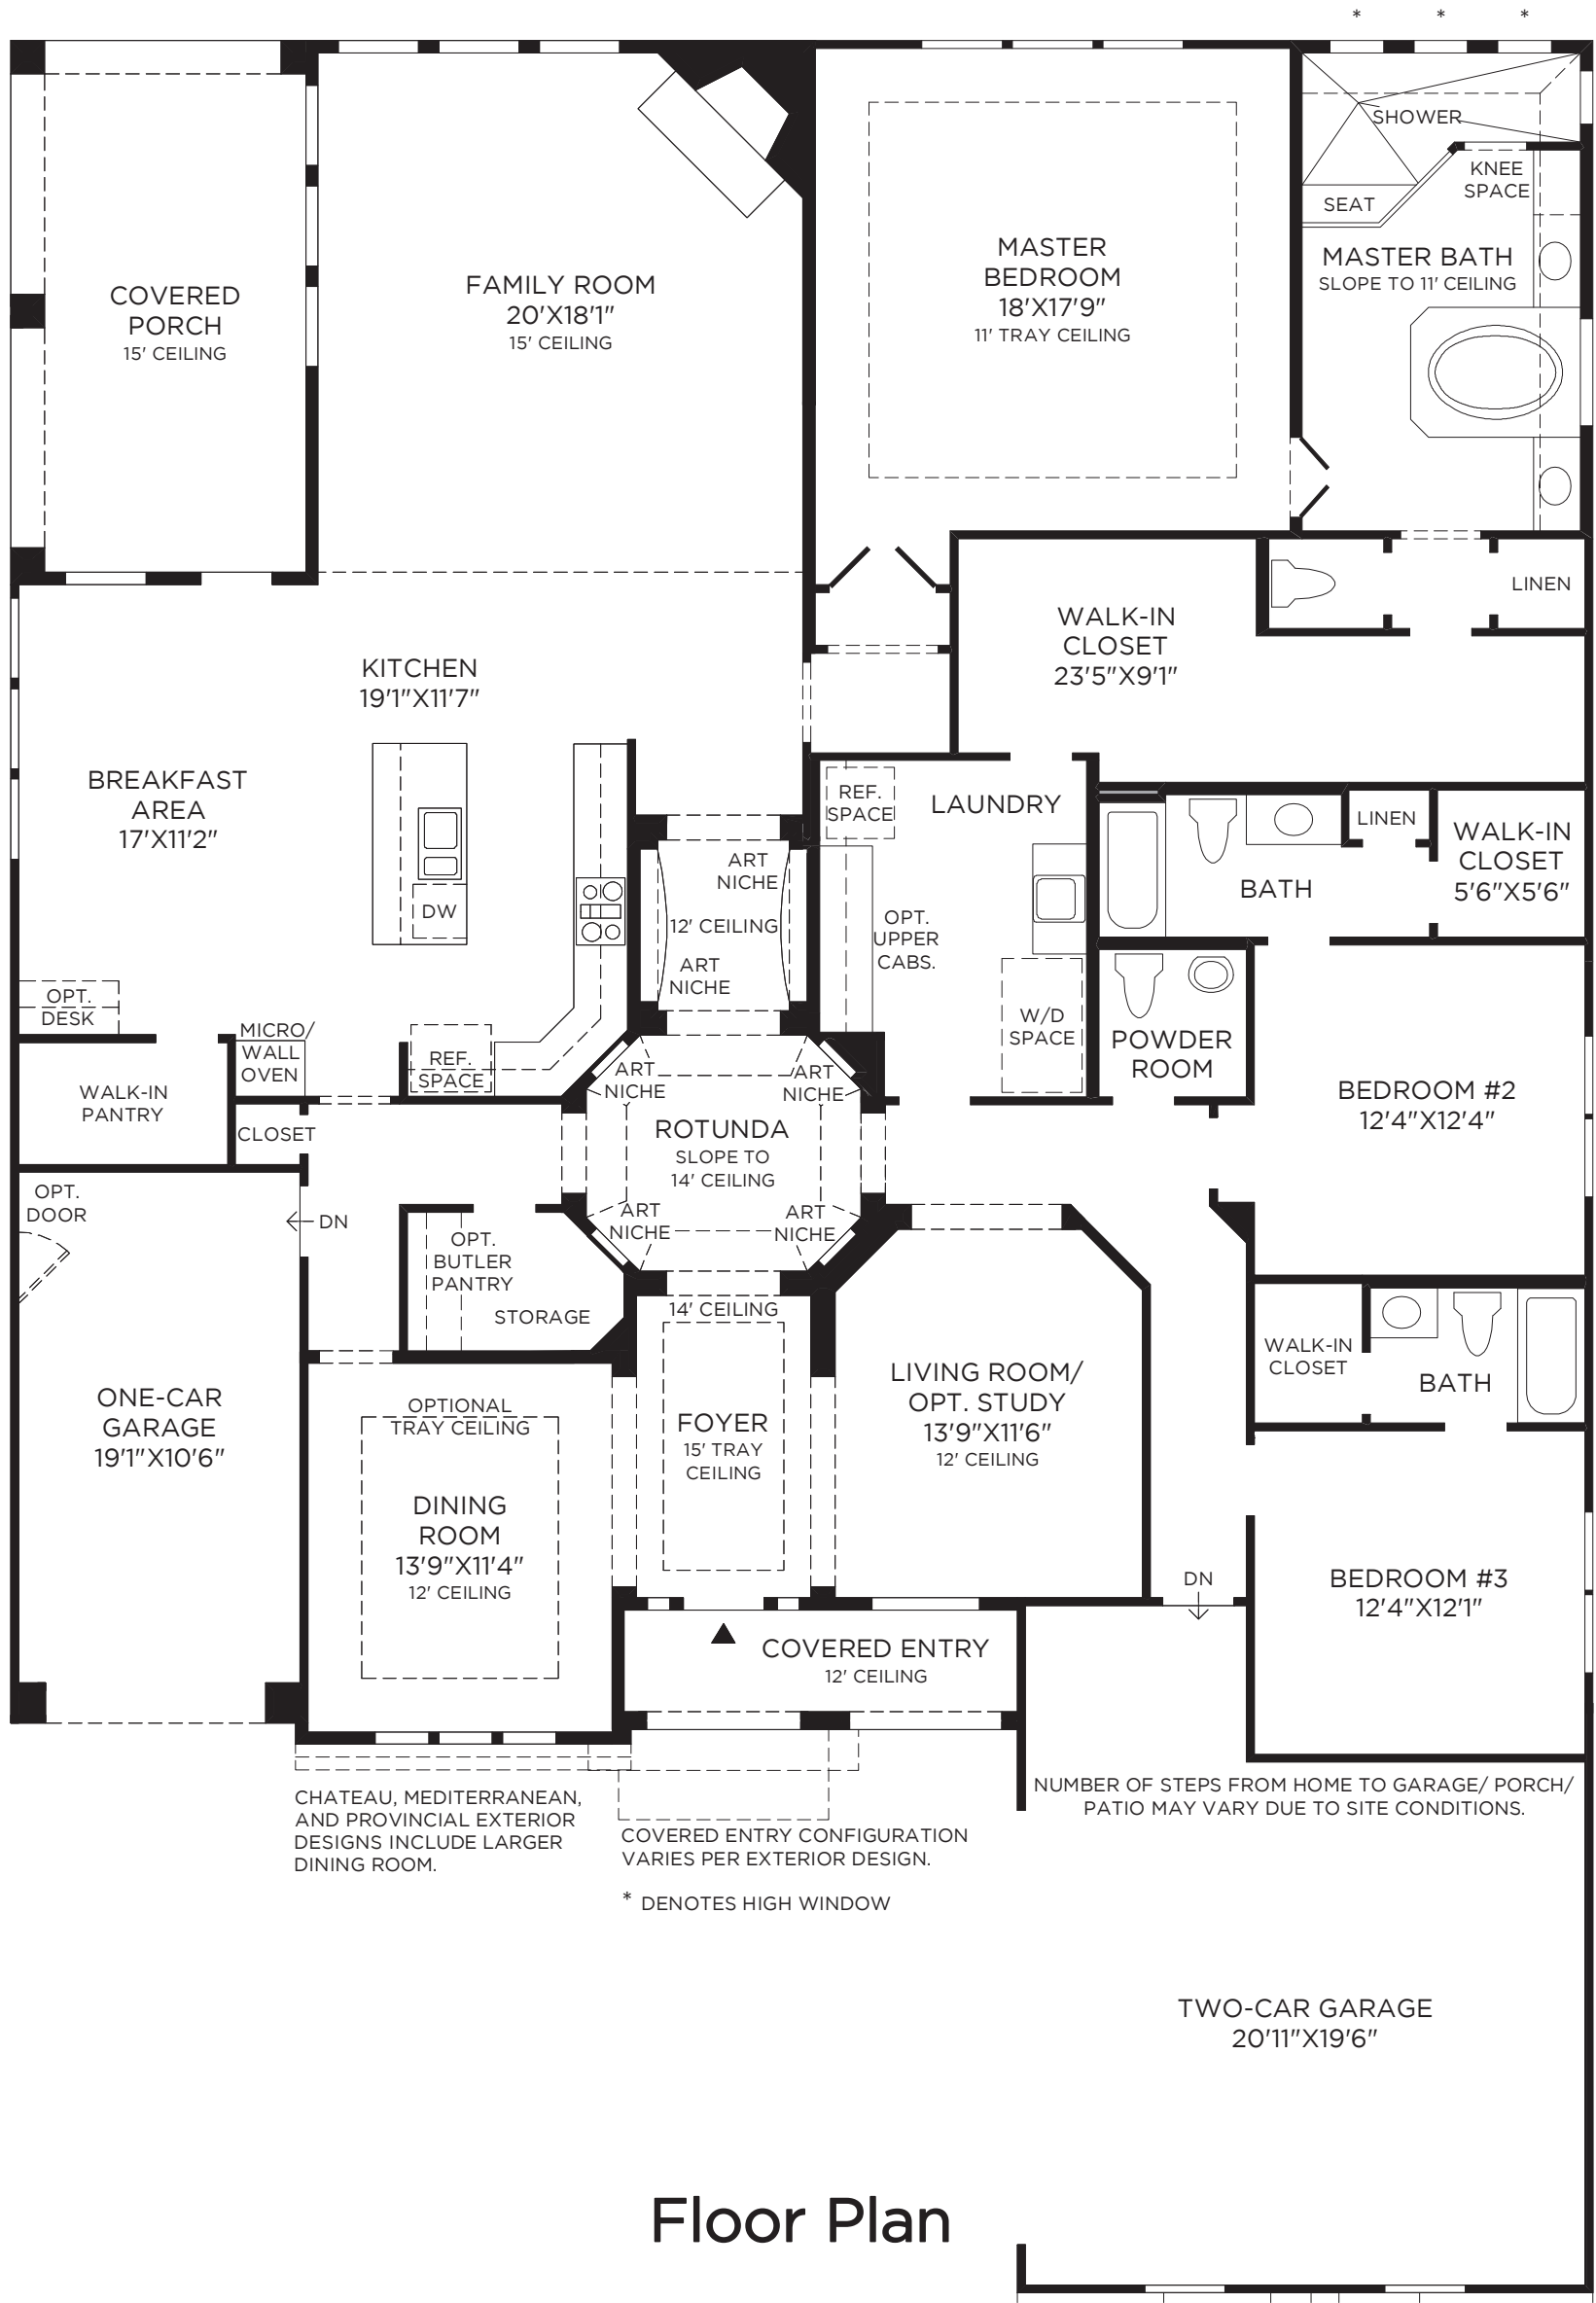 * * *
SHOWER
KNEE
SPACE
SEAT
MASTER BATH
SLOPE TO 11' CEILING
MASTER
BEDROOM
18'X17'9"
11' TRAY CEILING
FAMILY ROOM
20'X18'1"
15' CEILING
COVERED
PORCH
15' CEILING
LINEN
WALK-IN
CLOSET
23'5"X9'1"
KITCHEN
19'1"X11'7"
BREAKFAST
AREA
17'X11'2"
DW
REF.
SPACE
LAUNDRY
LINEN
WALK-IN
CLOSET
5'6"X5'6"
BATH
ART
NICHE
12' CEILING
ART
NICHE
OPT.
UPPER
CABS.
W/D
SPACE
POWDER
ROOM
OPT.
DESK
MICRO/
WALL
OVEN
REF.
SPACE
WALK-IN
PANTRY
CLOSET
ART
NICHE
ART
NICHE
ROTUNDA
SLOPE TO
14' CEILING
ART
NICHE
ART
NICHE
BEDROOM #2
12'4"X12'4"
OPT.
DOOR
DN
OPT.
BUTLER
PANTRY
STORAGE
14' CEILING
WALK-IN
CLOSET
BATH
ONE-CAR
GARAGE
19'1"X10'6"
OPTIONAL
TRAY CEILING
DINING
ROOM
13'9"X11'4"
12' CEILING
FOYER
15' TRAY
CEILING
LIVING ROOM/
OPT. STUDY
13'9"X11'6"
12' CEILING
DN
BEDROOM #3
12'4"X12'1"
COVERED ENTRY
12' CEILING
CHATEAU, MEDITERRANEAN,
AND PROVINCIAL EXTERIOR
DESIGNS INCLUDE LARGER
DINING ROOM.
COVERED ENTRY CONFIGURATION
VARIES PER EXTERIOR DESIGN.
* DENOTES HIGH WINDOW
NUMBER OF STEPS FROM HOME TO GARAGE/ PORCH/
PATIO MAY VARY DUE TO SITE CONDITIONS.
TWO-CAR GARAGE
20'11"X19'6"
Floor Plan